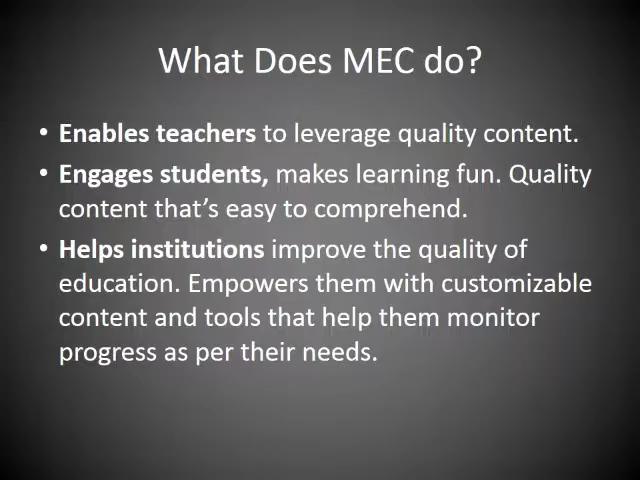 What Does MEC do?
• Enables teachers to leverage quality content.
• Engages students, makes learning fun. Quality
content that’s easy to comprehend.
• Helps institutions improve the quality of
education. Empowers them with customizable
content and tools that help them monitor
progress as per their needs.